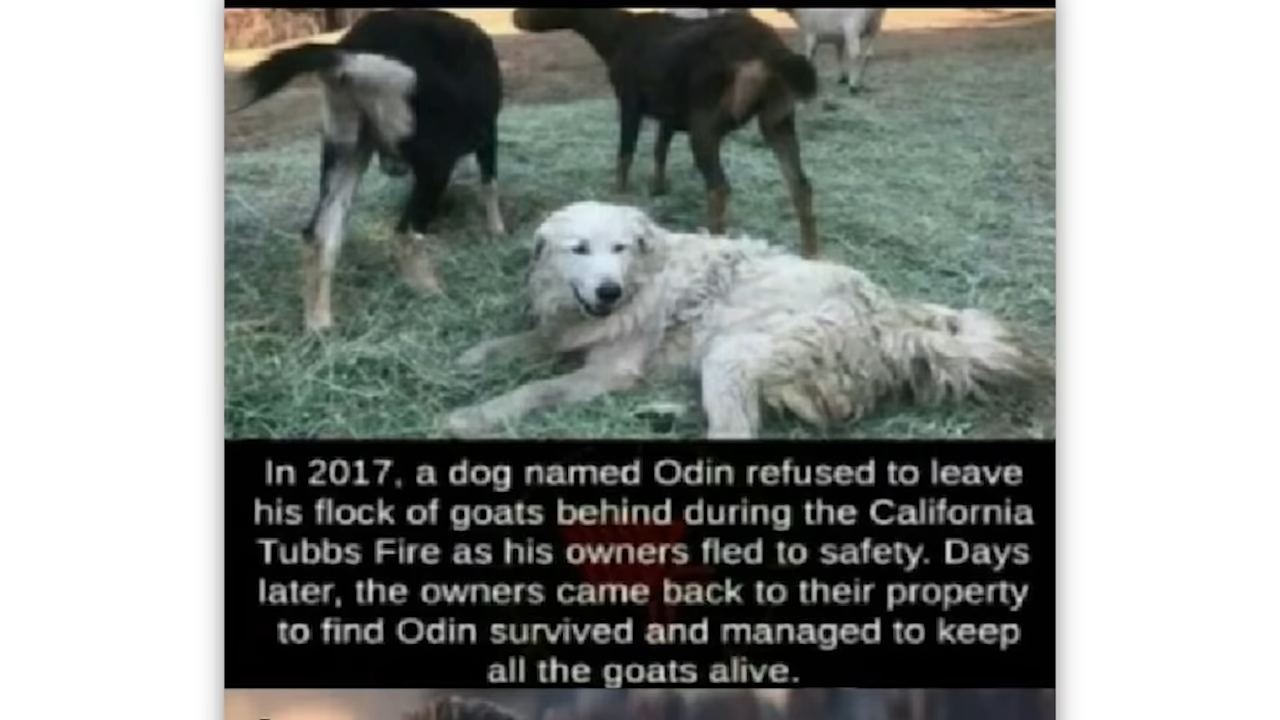 In 2017, a dog named Odin refused to leave
his flock of goats behind during the California
Tubbs Fire as his owners fled to safety. Days
later, the owners came back to their property
to find Odin survived and managed to keep
all the goats alive.